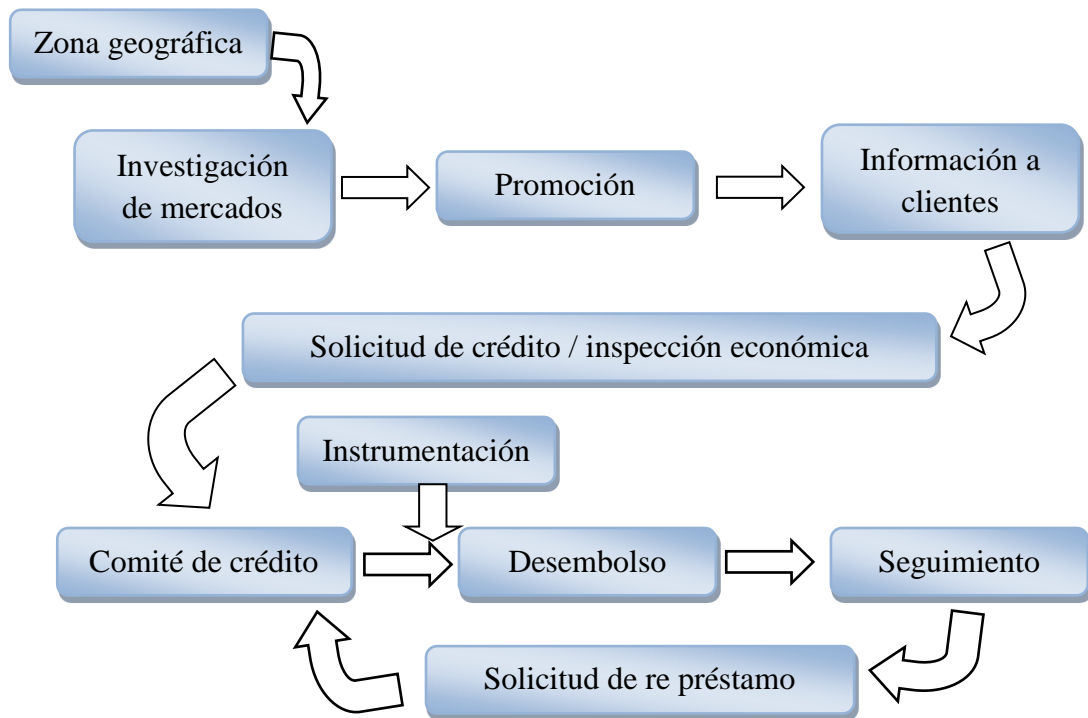 Zona geográfica
Investigación
de mercados
Promoción
Información a
clientes
Solicitud de crédito / inspección económica
Instrumentación
Comité de crédito
Desembolso
Seguimiento
Solicitud de re préstamo